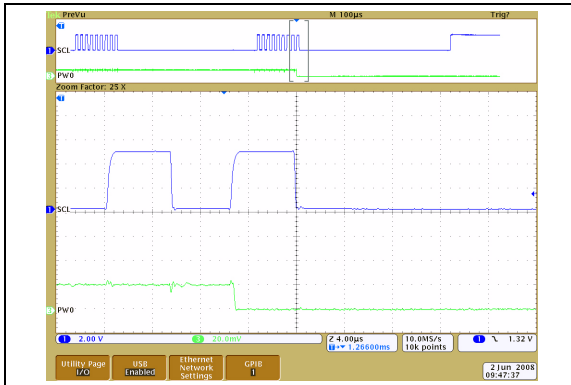 PreVu M 100µs Trig?
SCL
PW0
Zoom Factor: 25 X
SCL
PW0
1 2.00 V 3 20.0mV Z 4.00µs 10.0MS/s 1 1.32 V
1.26600ms 10k points
Utility Page I/O
USB Enabled
Ethernet Network Settings
GPIB 1
2 Jun 2008
09:47:37